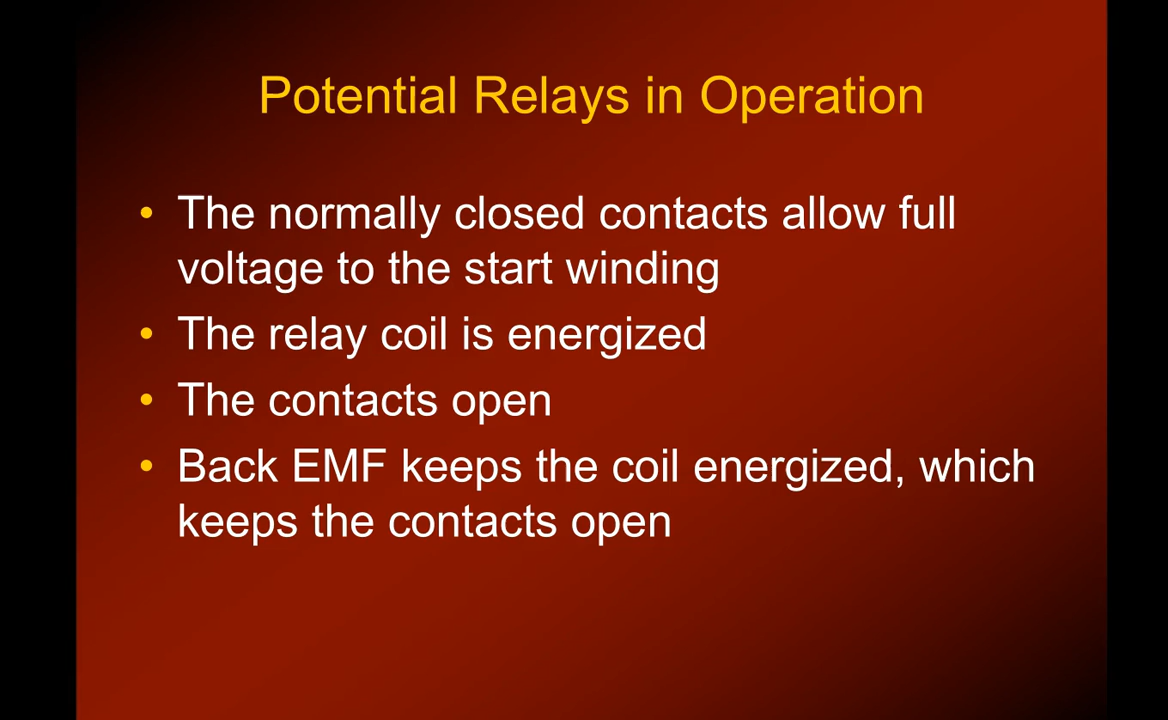 Potential Relays in Operation
• The normally closed contacts allow full
voltage to the start winding
• The relay coil is energized
• The contacts open
• Back EMF keeps the coil energized, which
keeps the contacts open